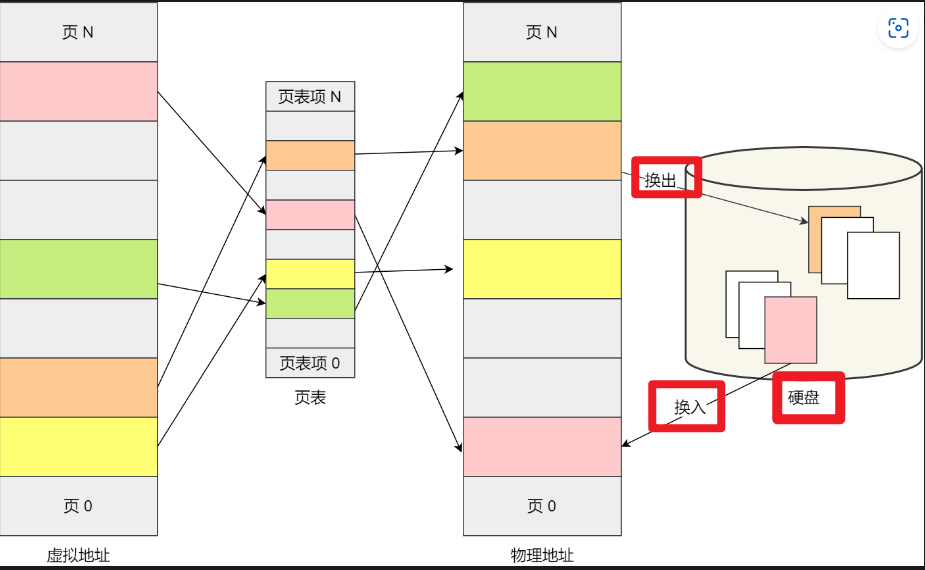 页 N
页 N
页表项 N
换出
页表项 0
页表
换入
硬盘
页 0
页 0
虚拟地址
物理地址